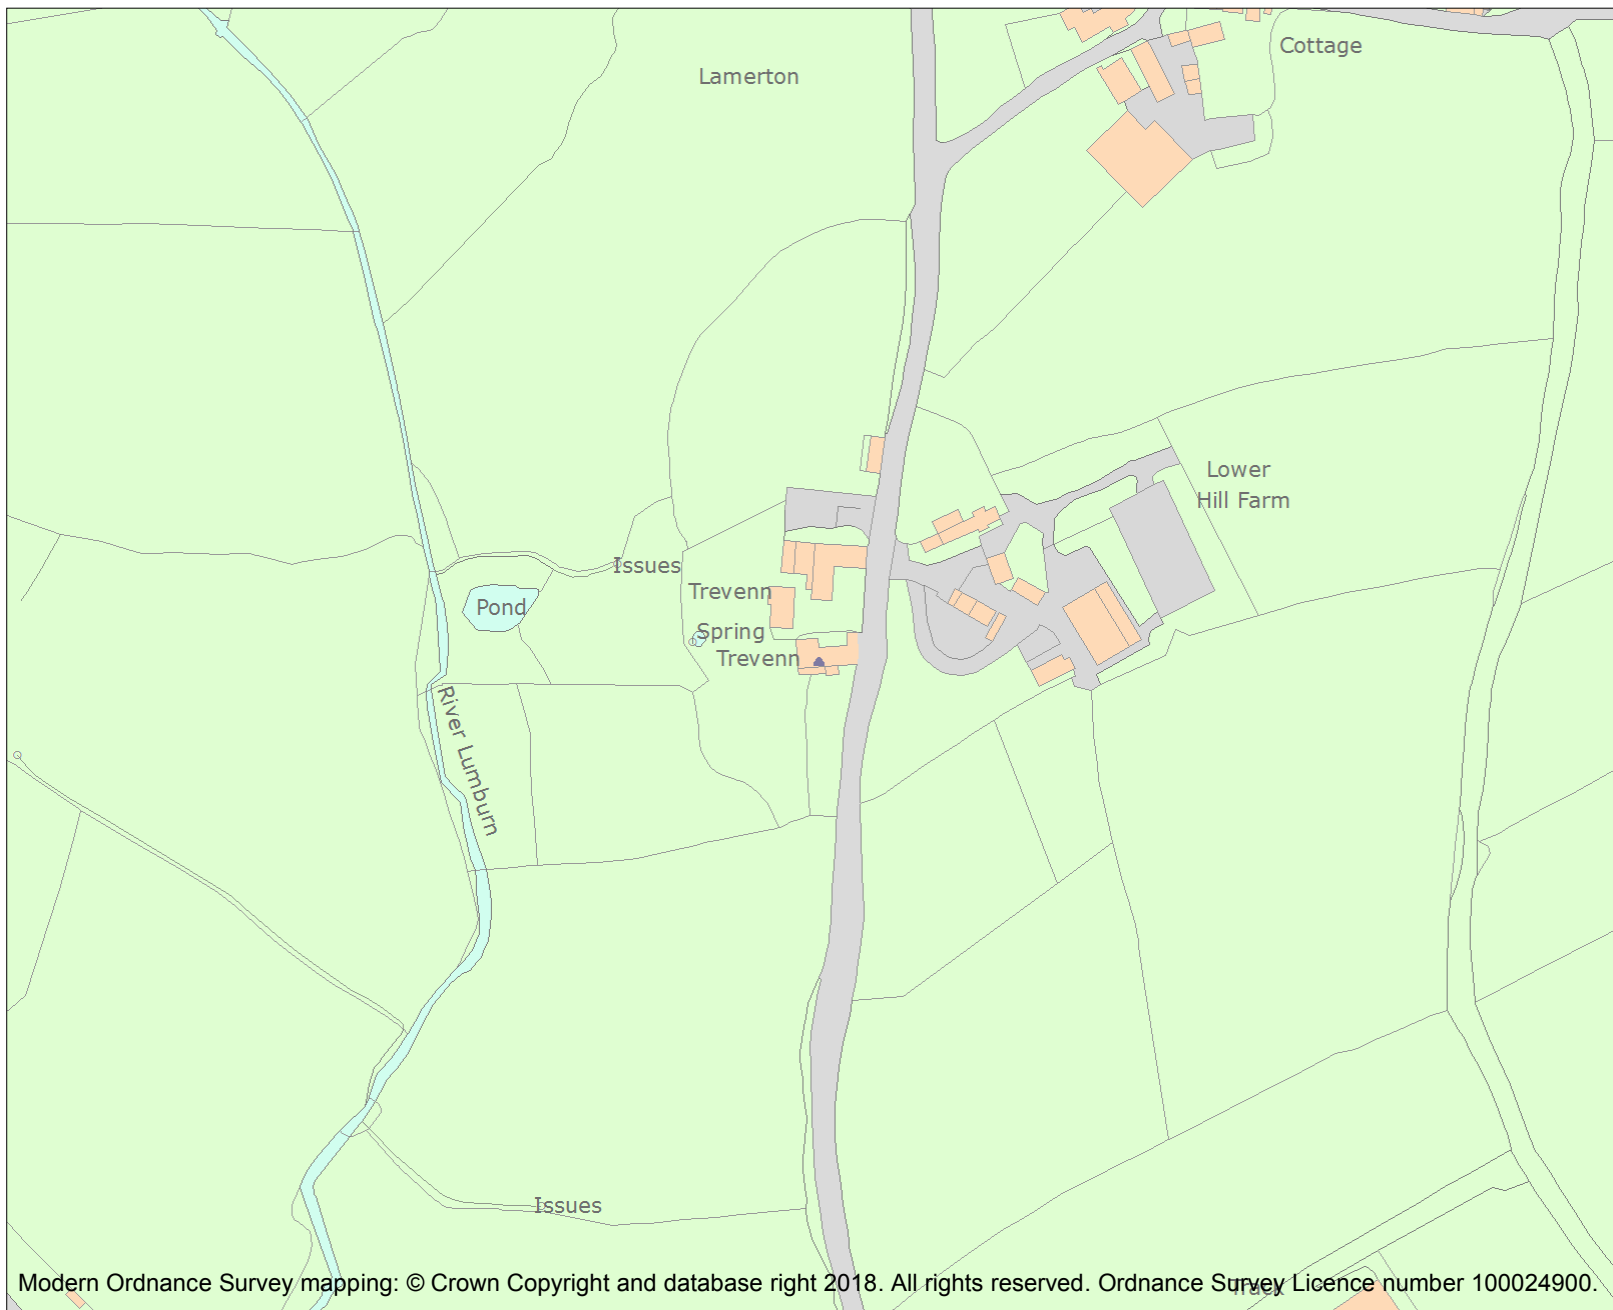 Cottage
Lamerton
Lower
Hill Farm
Issues
Trevenn
Pond
Spring
Trevenn
River Lumburn
Issues
Track
Modern Ordnance Survey mapping: © Crown Copyright and database right 2018. All rights reserved. Ordnance Survey Licence number 100024900.